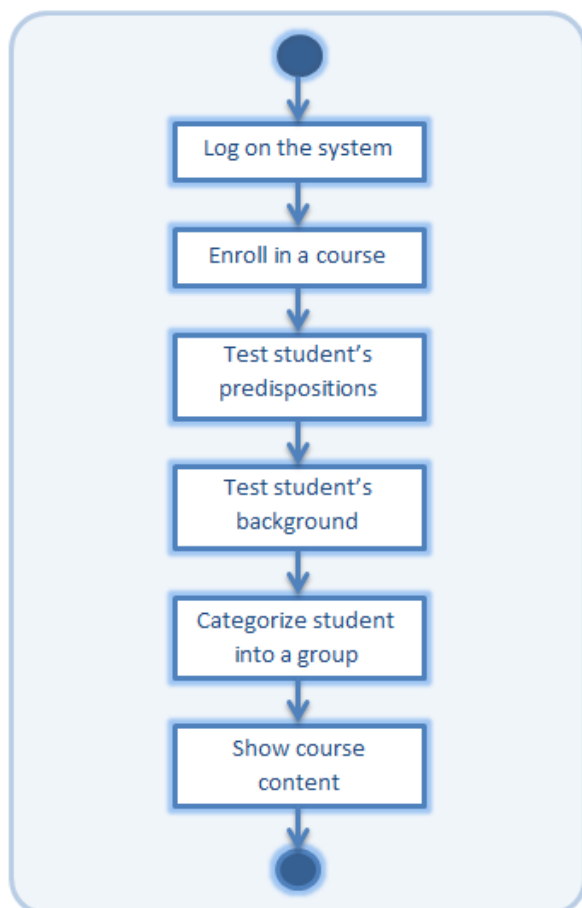 Log on the system
Enroll in a course
Test student’s
predispositions
Test student’s
background
Categorize student
into a group
Show course
content